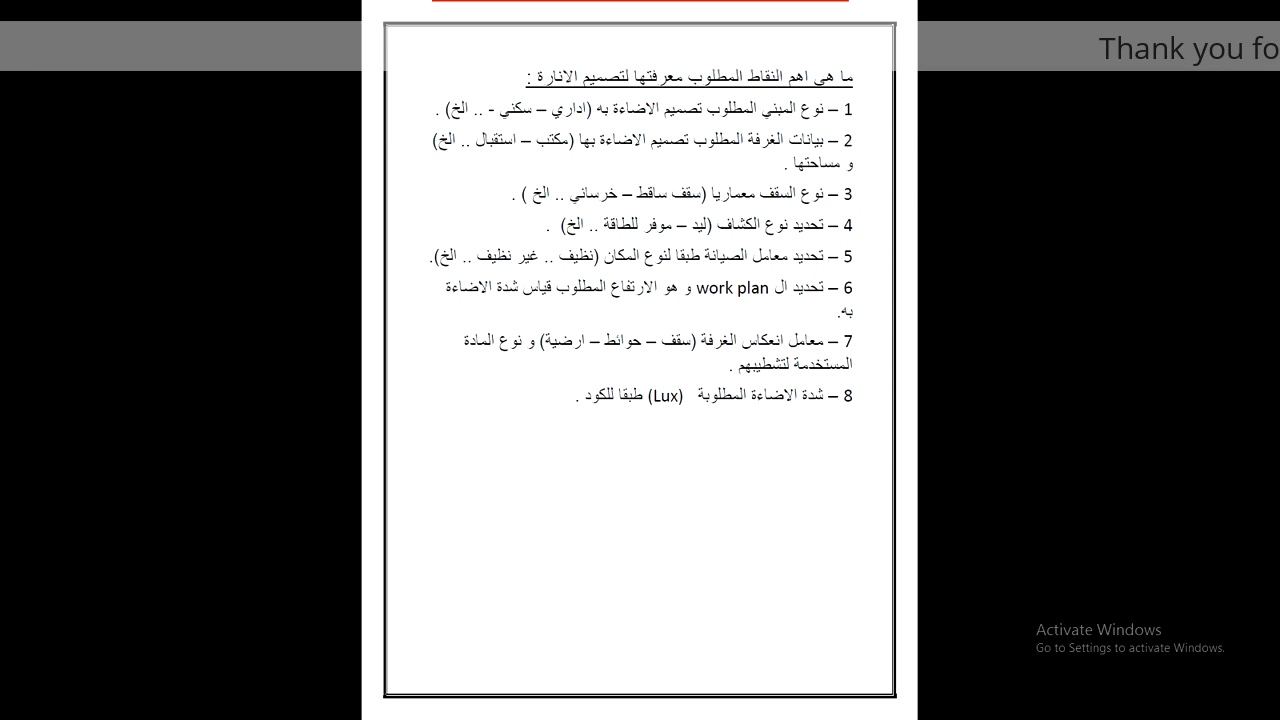 Thank you fo
ما هي اهم النقاط المطلوب معرفتها لتصميم الانارة :
1 – نوع المبني المطلوب تصميم الاضاءة به (اداري – سكني - .. الخ) .
2 – بيانات الغرفة المطلوب تصميم الاضاءة بها (مكتب – استقبال .. الخ)
و مساحتها .
3 – نوع السقف معماريا (سقف ساقط – خرساني .. الخ ) .
4 – تحديد نوع الكشاف (ليد – موفر للطاقة .. الخ) .
5 – تحديد معامل الصيانة طبقا لنوع المكان (نظيف .. غير نظيف .. الخ).
6 – تحديد ال work plan و هو الارتفاع المطلوب قياس شدة الاضاءة
به.
7 – معامل انعكاس الغرفة (سقف – حوائط – ارضية) و نوع المادة
المستخدمة لتشطيبهم .
8 – شدة الاضاءة المطلوبة (Lux) طبقا للكود .
Activate Windows
Go to Settings to activate Windows.